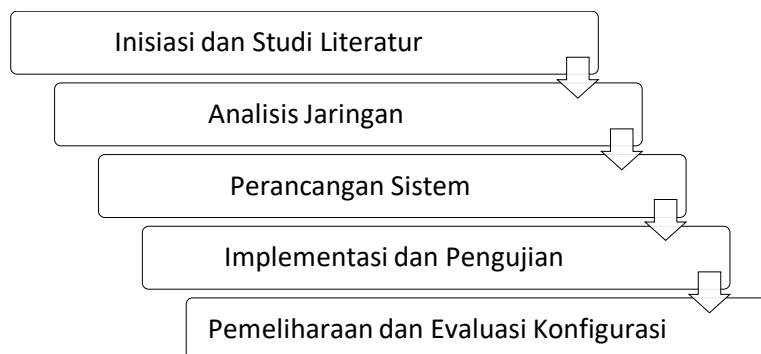 Inisiasi dan Studi Literatur
Analisis Jaringan
Perancangan Sistem
Implementasi dan Pengujian
Pemeliharaan dan Evaluasi Konfigurasi